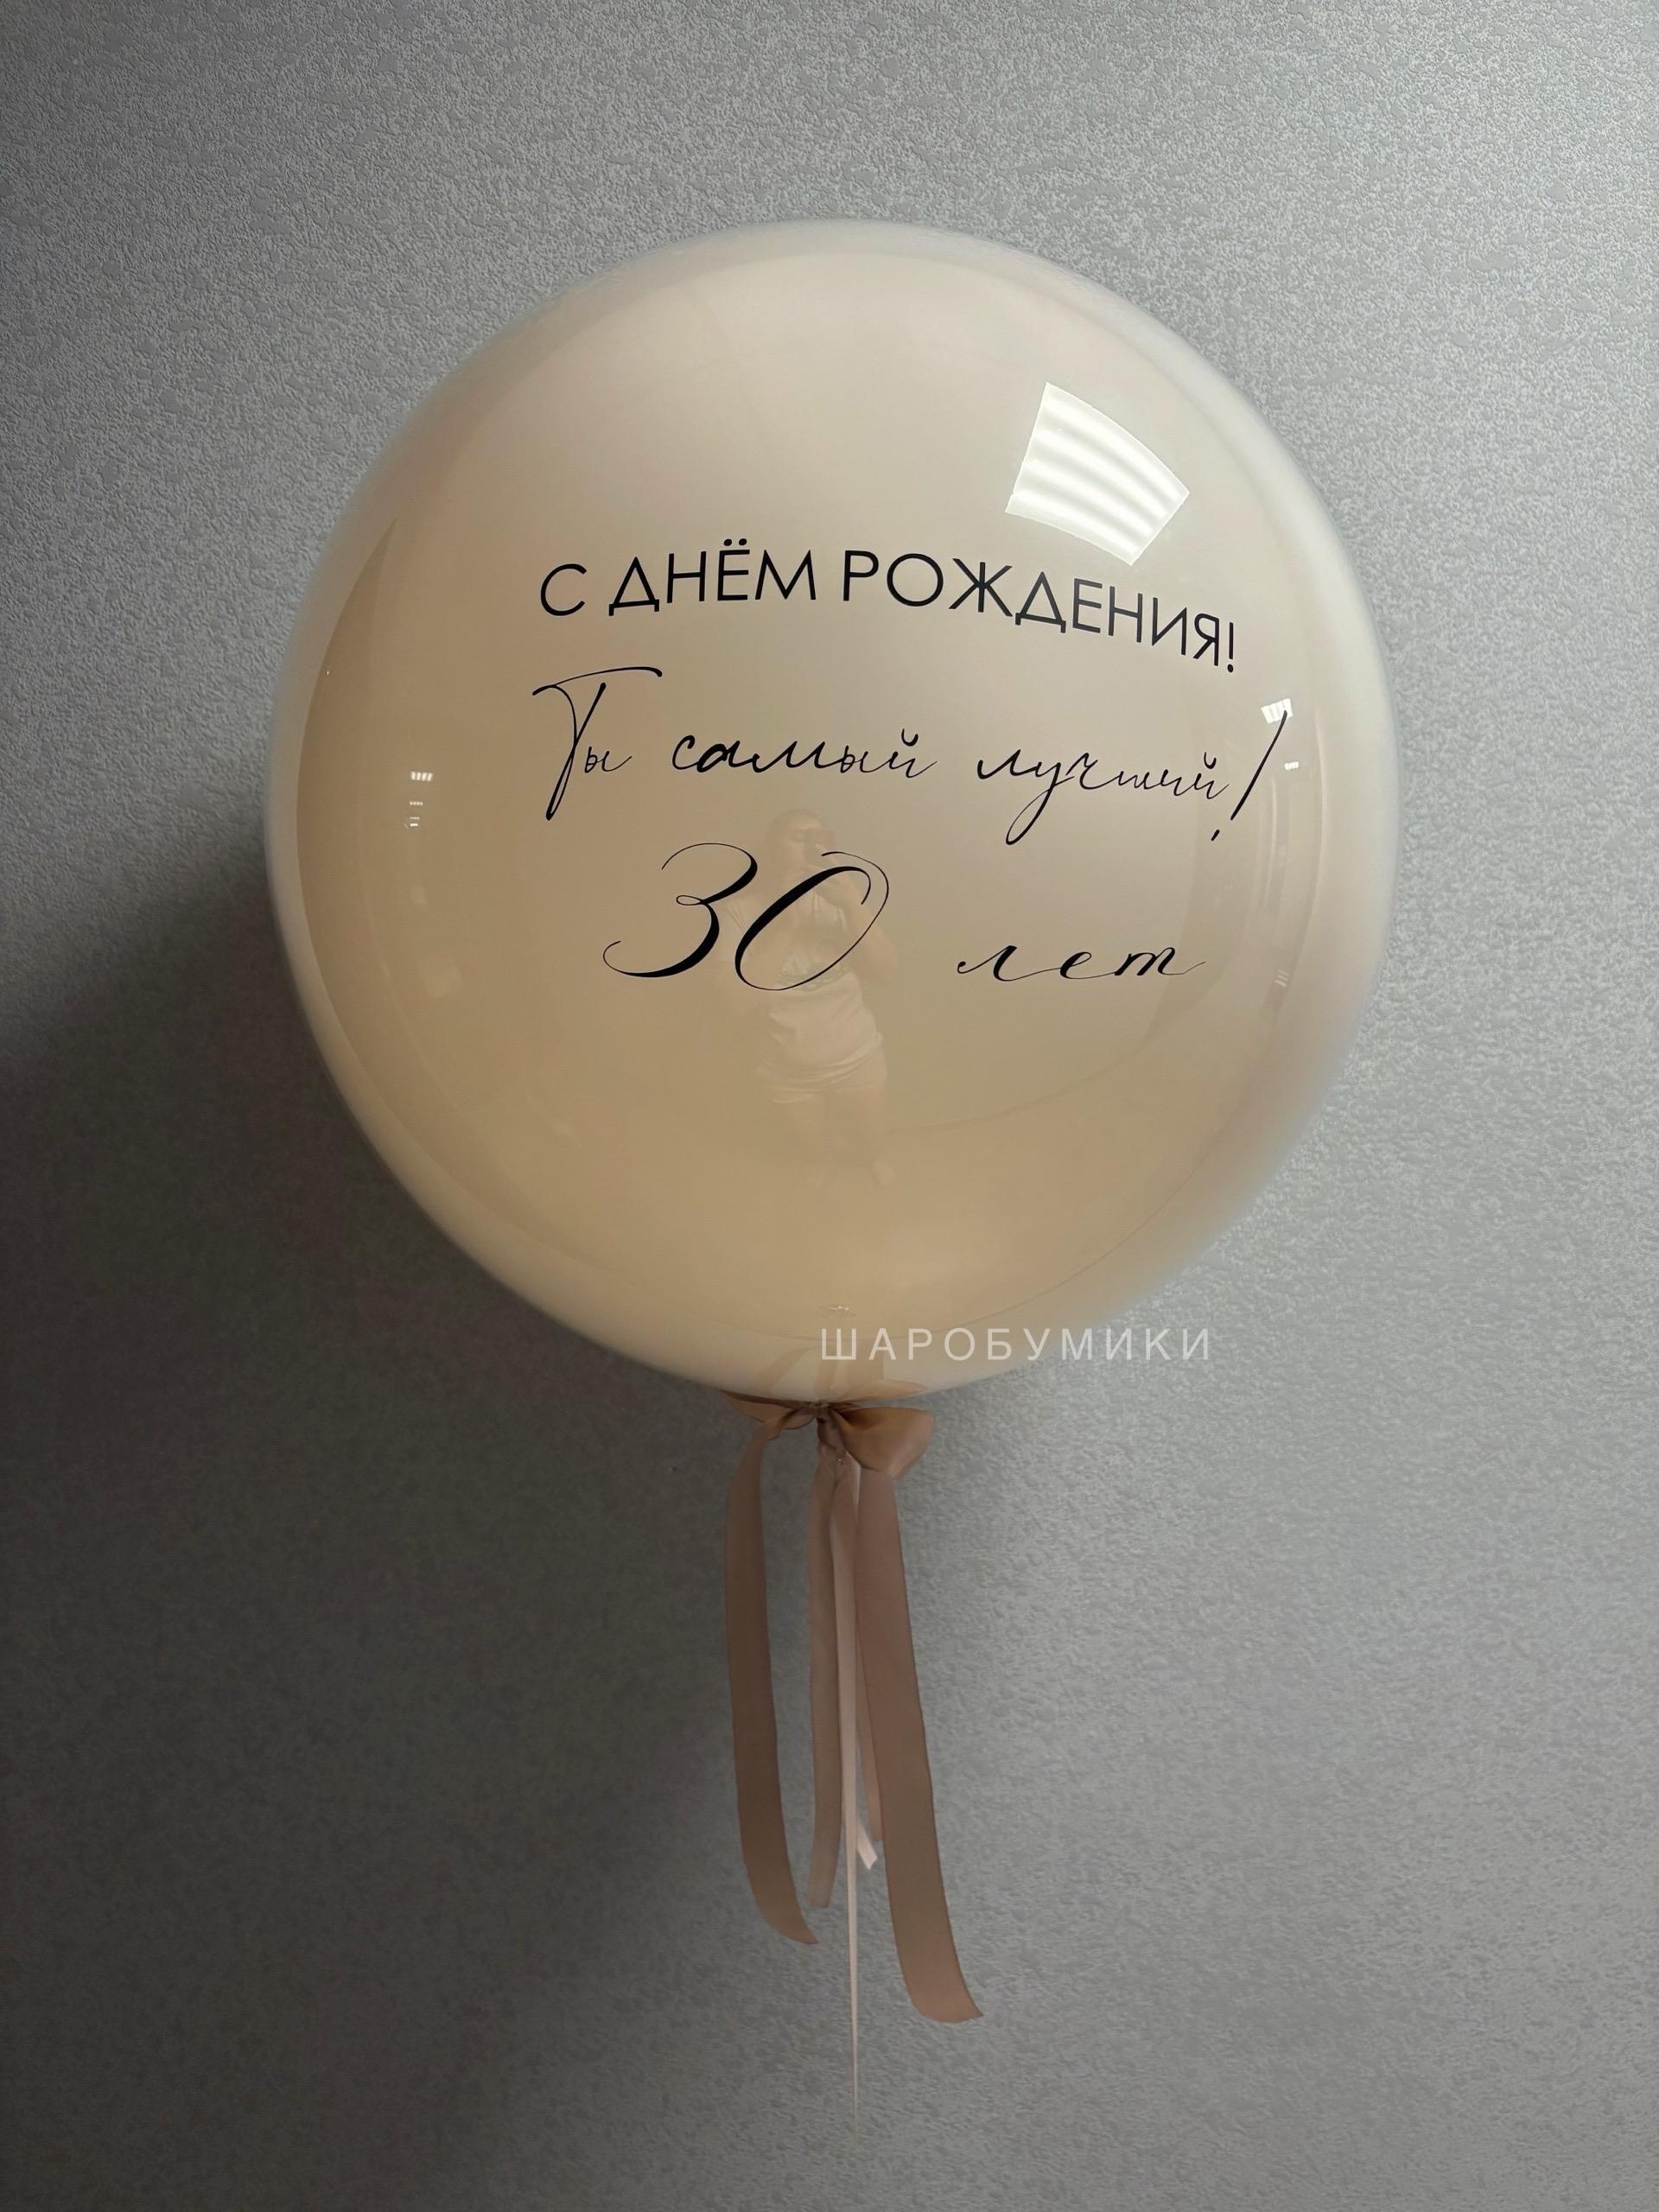 С ДНЁМ РОЖДЕНИЯ!
Ты самый лучший!
30 лет
ШАРОБУМИКИ